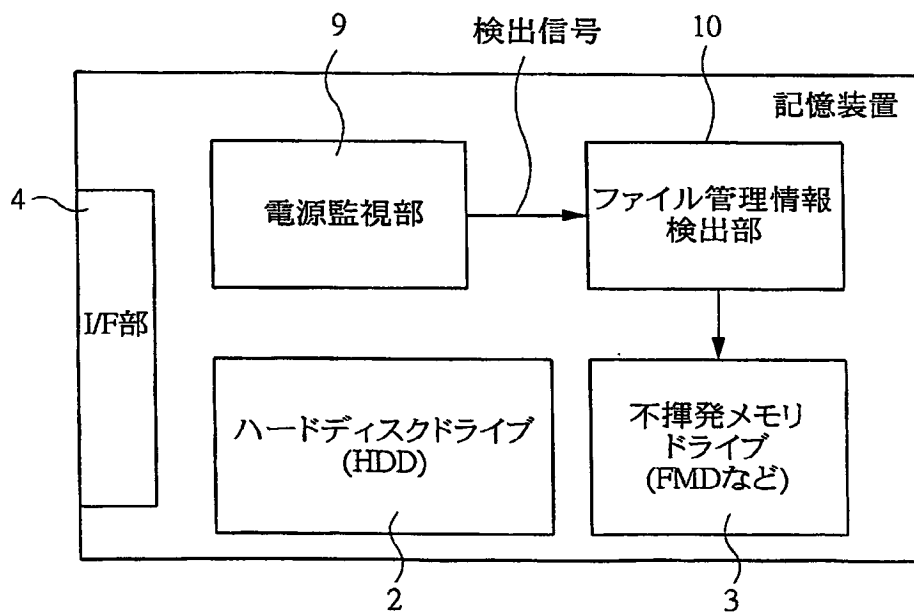 9
検出信号
10
記憶装置
4
電源監視部
ファイル管理情報
検出部
I/F部
ハードディスクドライブ
(HDD)
不揮発メモリ
ドライブ
(FMDなど)
2
3